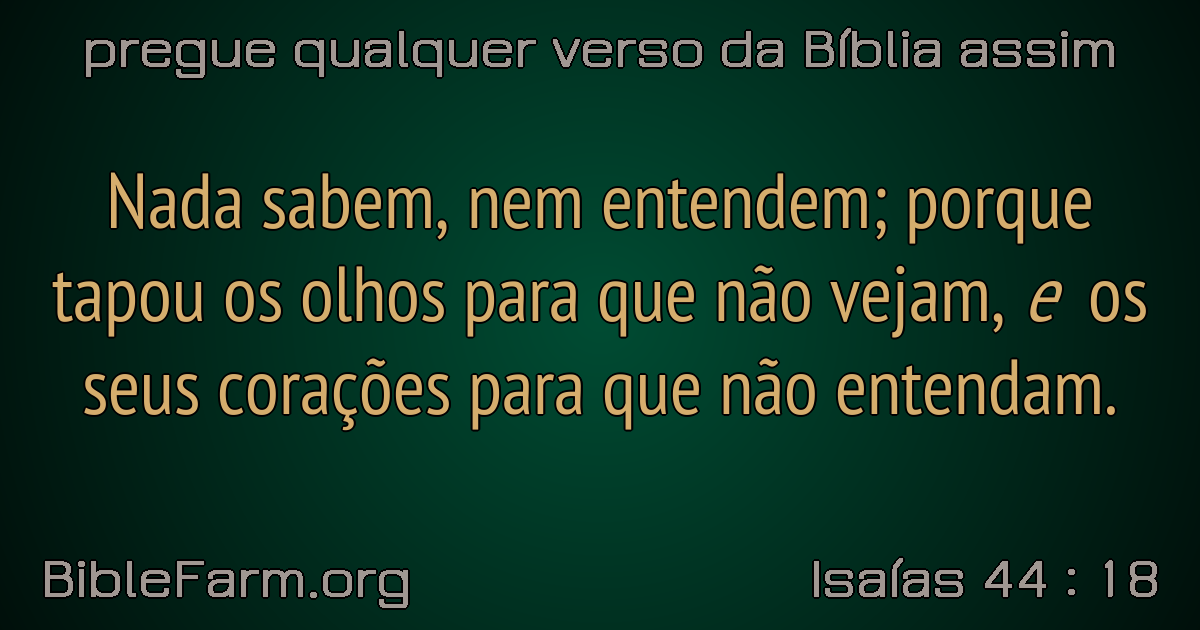 pregue qualquer verso da Bíblia assim
Nada sabem, nem entendem; porque
tapou os olhos para que não vejam, e os
seus corações para que não entendam.
BibleFarm.org
Isaías 44 : 18